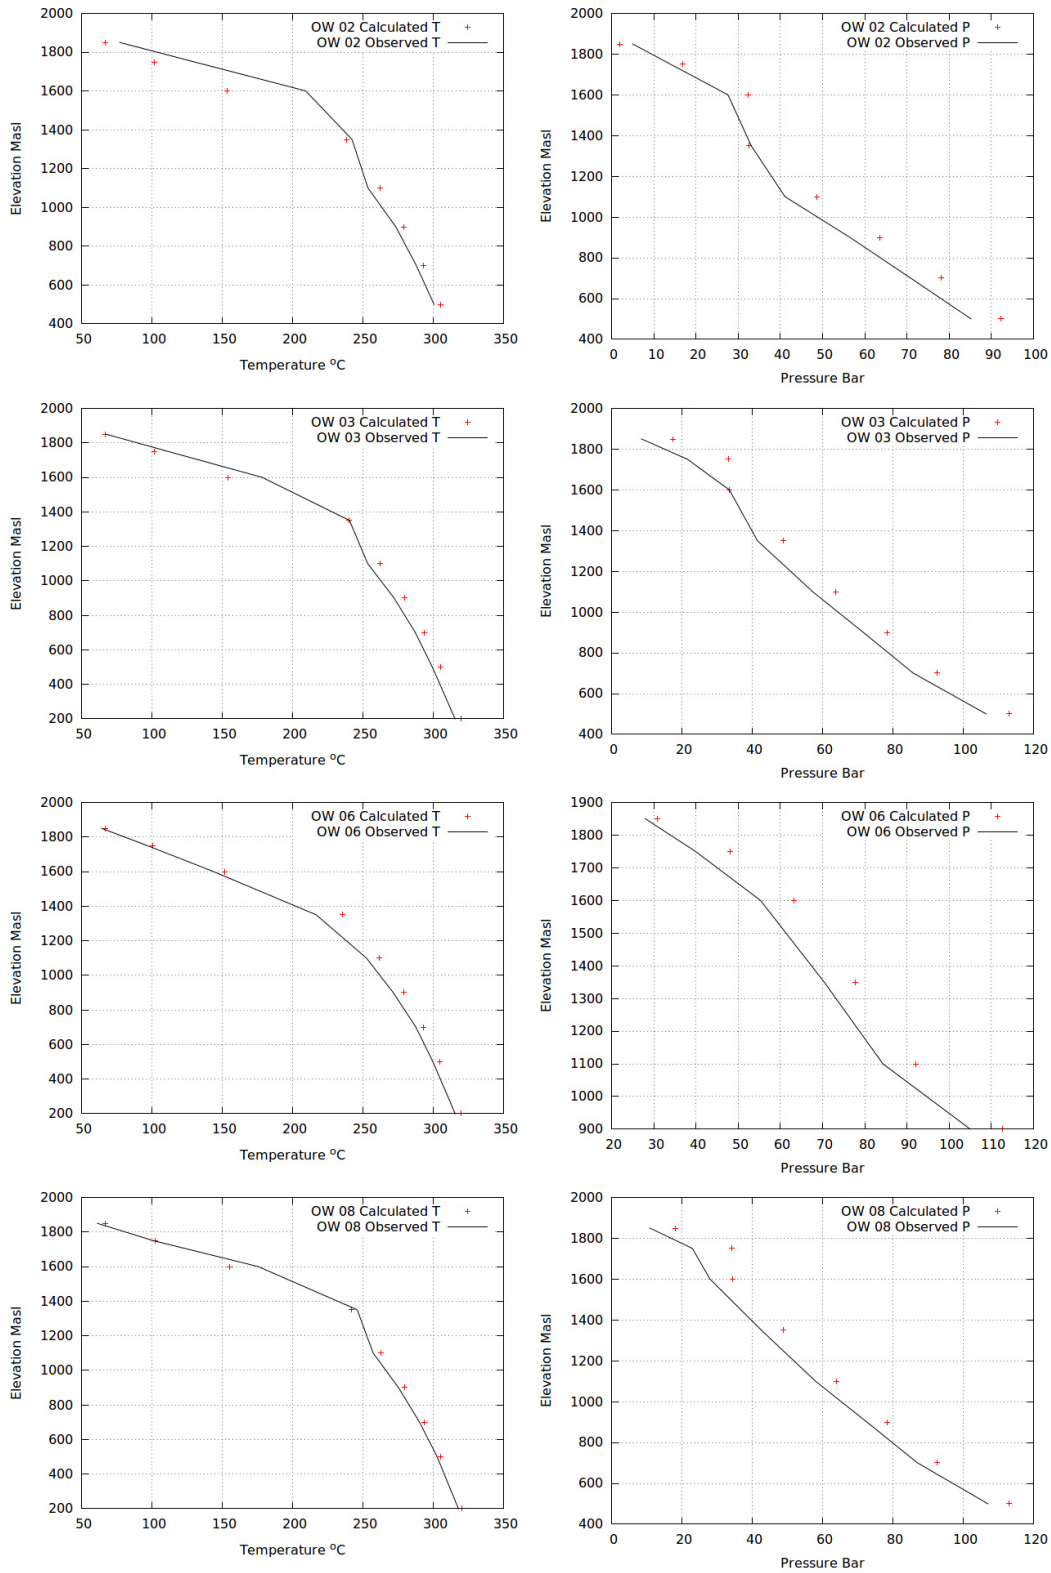 OW 02 Calculated T
OW 02 Observed T
2000
1800
1600
1400
1200
1000
800
600
400
50 100 150 200 250 300 350
Elevation Masl
Temperature ºC
OW 02 Calculated P
OW 02 Observed P
2000
1800
1600
1400
1200
1000
800
600
400
0 10 20 30 40 50 60 70 80 90 100
Elevation Masl
Pressure Bar
OW 03 Calculated T
OW 03 Observed T
2000
1800
1600
1400
1200
1000
800
600
400
200
50 100 150 200 250 300 350
Elevation Masl
Temperature ºC
OW 03 Calculated P
OW 03 Observed P
2000
1800
1600
1400
1200
1000
800
600
400
0 20 40 60 80 100 120
Elevation Masl
Pressure Bar
OW 06 Calculated T
OW 06 Observed T
2000
1800
1600
1400
1200
1000
800
600
400
200
50 100 150 200 250 300 350
Elevation Masl
Temperature ºC
OW 06 Calculated P
OW 06 Observed P
1900
1800
1700
1600
1500
1400
1300
1200
1100
1000
900
20 30 40 50 60 70 80 90 100 110 120
Elevation Masl
Pressure Bar
OW 08 Calculated T
OW 08 Observed T
2000
1800
1600
1400
1200
1000
800
600
400
200
50 100 150 200 250 300 350
Elevation Masl
Temperature ºC
OW 08 Calculated P
OW 08 Observed P
2000
1800
1600
1400
1200
1000
800
600
400
0 20 40 60 80 100 120
Elevation Masl
Pressure Bar